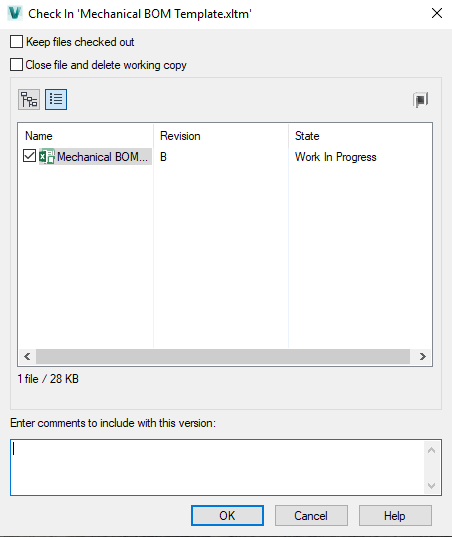 Check In 'Mechanical BOM Template.xltm'
Keep files checked out
Close file and delete working copy
Name Revision State
Mechanical BOM... B Work In Progress
1 file / 28 KB
Enter comments to include with this version:
OK Cancel Help